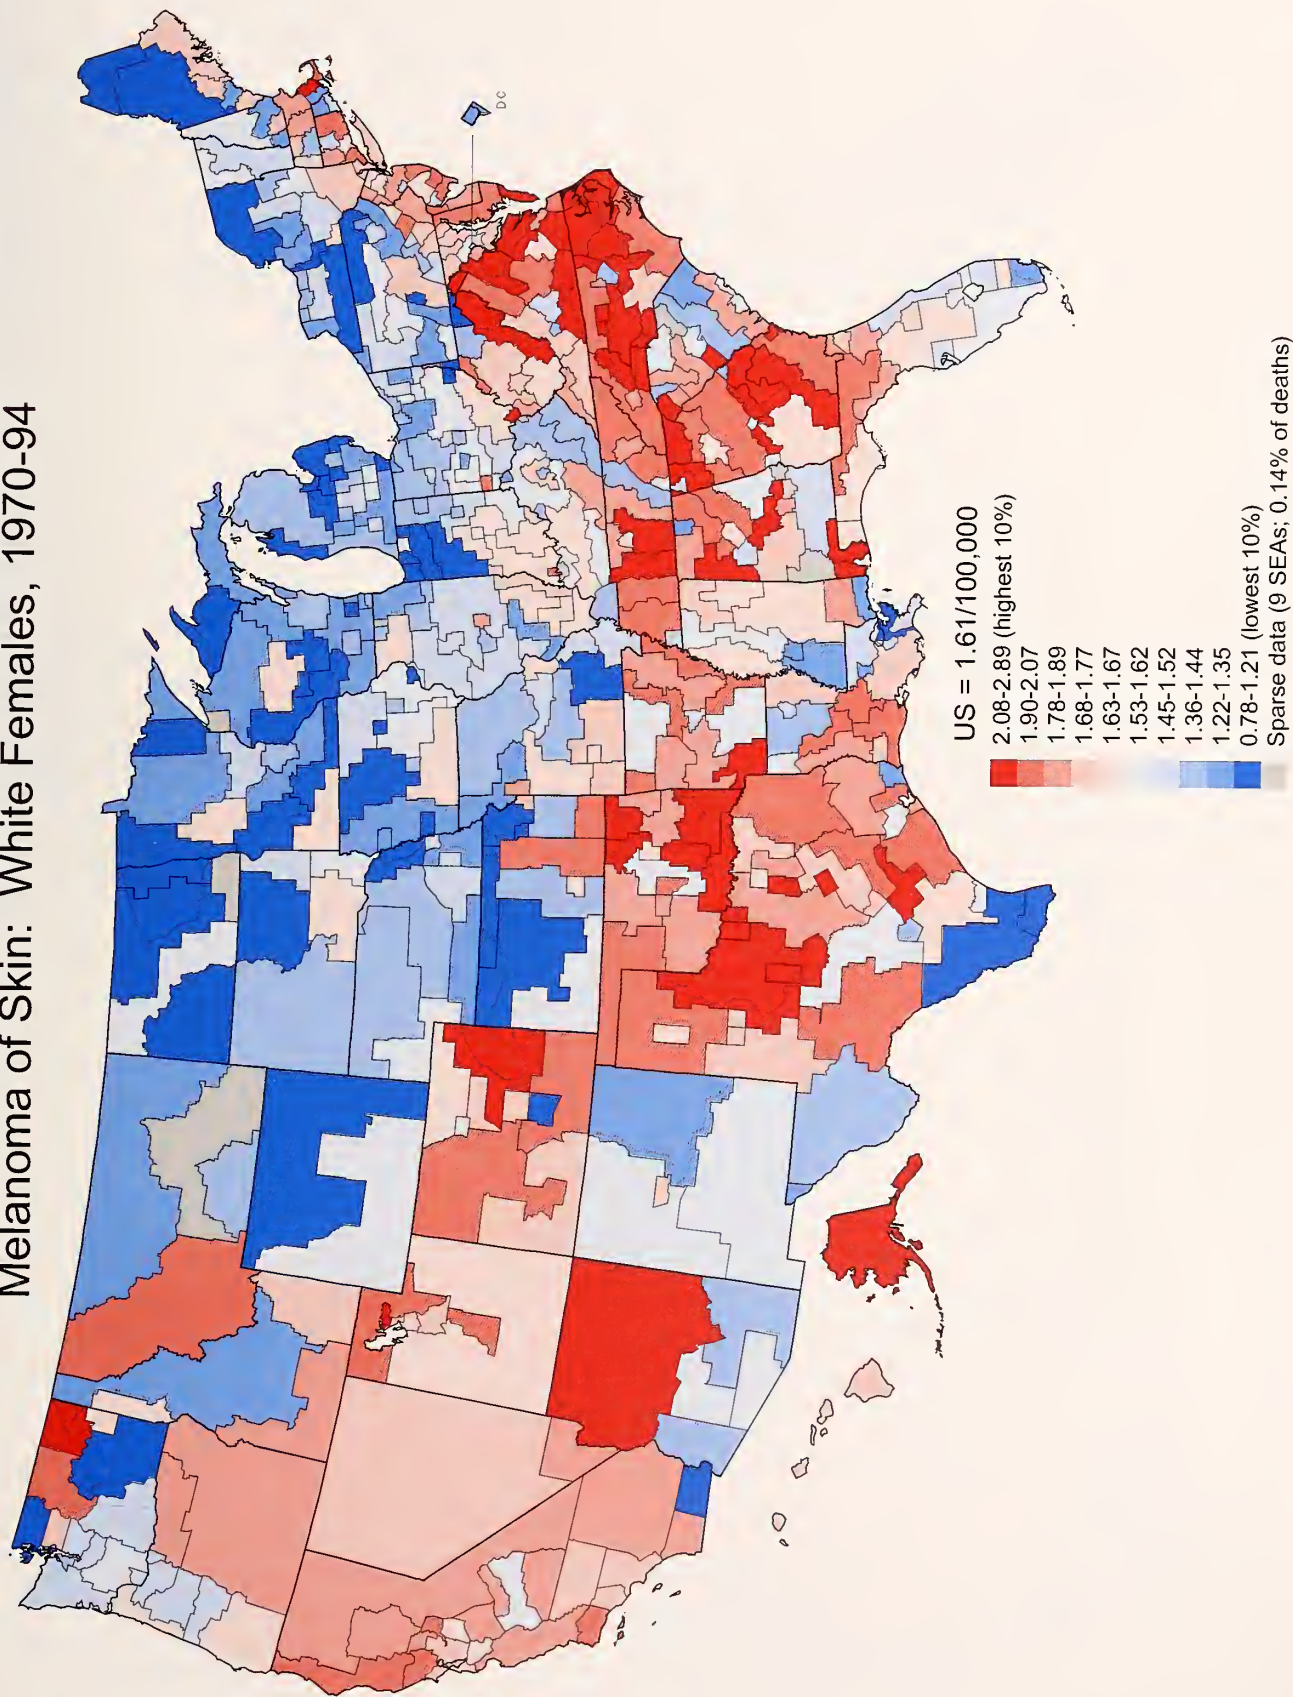 Melanoma of Skin: White Females, 1970-94
DC
US = 1.61/100,000
2.08-2.89 (highest 10%)
1.90-2.07
1.78-1.89
1.68-1.77
1.63-1.67
1.53-1.62
1.45-1.52
1.36-1.44
1.22-1.35
0.78-1.21 (lowest 10%)
Sparse data (9 SEAs; 0.14% of deaths)